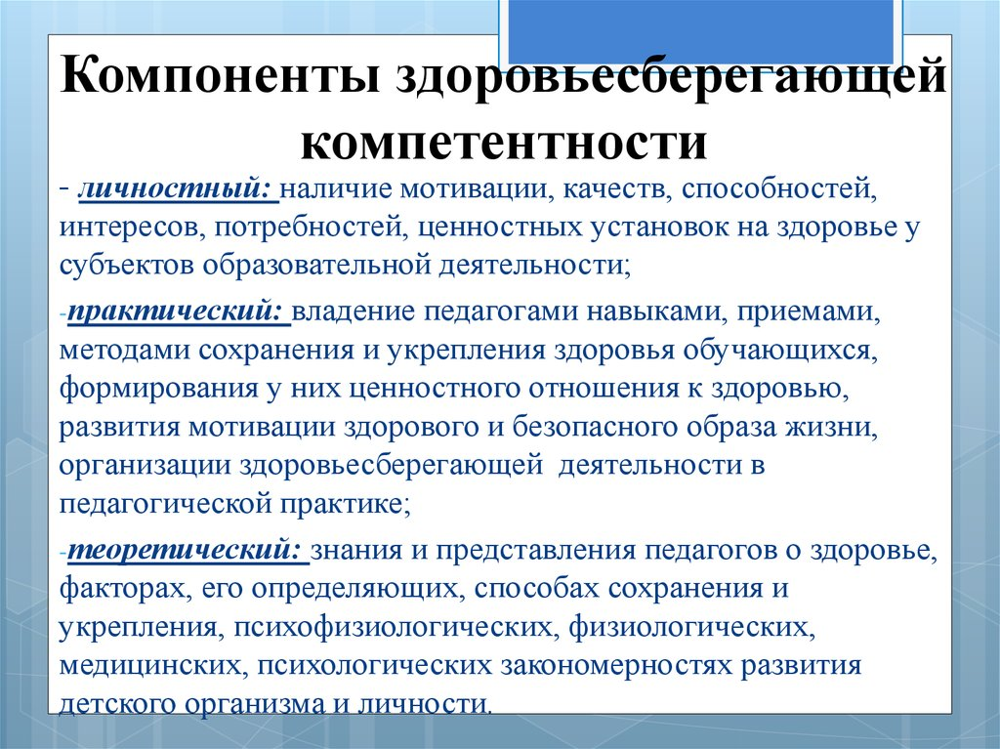 Компоненты здоровьесберегающей
компетентности
- личностный: наличие мотивации, качеств, способностей,
интересов, потребностей, ценностных установок на здоровье у
субъектов образовательной деятельности;
-практический: владение педагогами навыками, приемами,
методами сохранения и укрепления здоровья обучающихся,
формирования у них ценностного отношения к здоровью,
развития мотивации здорового и безопасного образа жизни,
организации здоровьесберегающей  деятельности в
педагогической практике;
-теоретический: знания и представления педагогов о здоровье,
факторах, его определяющих, способах сохранения и
укрепления, психофизиологических, физиологических,
медицинских, психологических закономерностях развития
детского организма и личности.